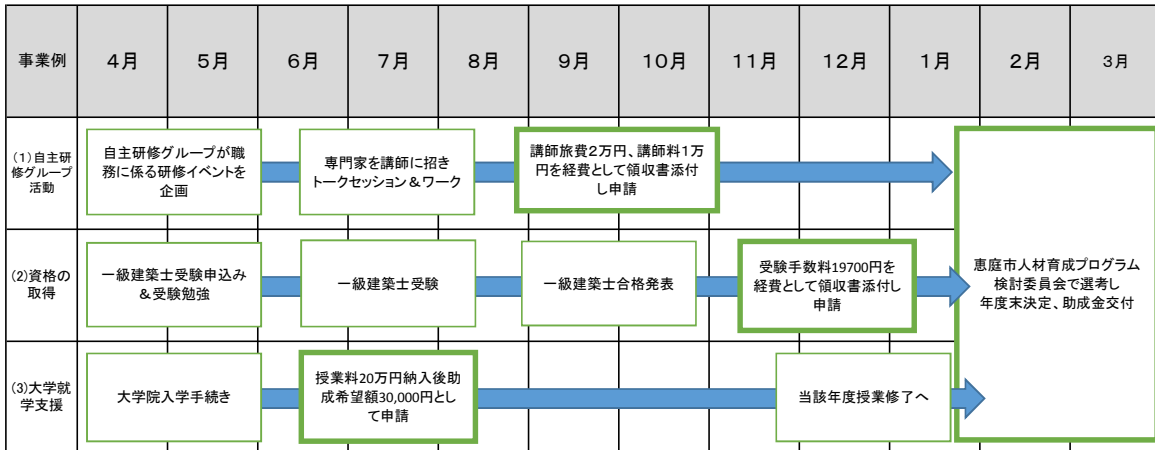 事業例 4月 5月 6月 7月 8月 9月 10月 11月 12月 1月 2月 3月
(1)自主研
修グループ
活動
自主研修グループが職
務に係る研修イベントを
企画
専門家を講師に招き
トークセッション&ワーク
講師旅費2万円、講師料1万
円を経費として領収書添付
し申請
(2)資格の
取得
一級建築士受験申込み
&受験勉強
一級建築士受験
一級建築士合格発表
受験手数料19700円を
経費として領収書添付し
申請
(3)大学就
学支援
大学院入学手続き
授業料20万円納入後助
成希望額30,000円とし
て申請
当該年度授業修了へ
恵庭市人材育成プログラム
検討委員会で選考し
年度末決定、助成金交付